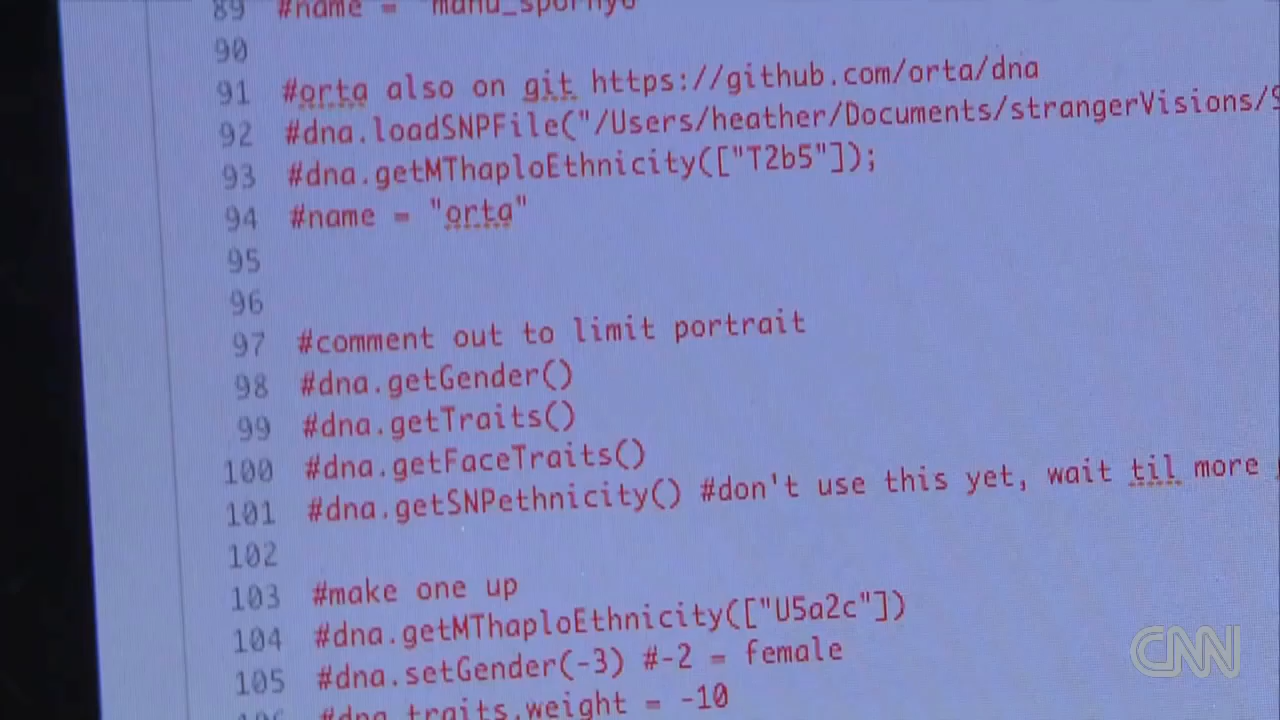 89 #name = "manu_sporny"
90
91 #orta also on git https://github.com/orta/dna
92 #dna.loadSNPFile("/Users/heather/Documents/strangerVisions/
93 #dna.getMThaploEthnicity(["T2b5"]);
94 #name = "orta"
95
96
97 #comment out to limit portrait
98 #dna.getGender()
99 #dna.getTraits()
100 #dna.getFaceTraits()
101 #dna.getSNPethnicity() #don't use this yet, wait til more
102
103 #make one up
104 #dna.getMThaploEthnicity(["U5a2c"])
105 #dna.setGender(-3) #-2 = female
#dna.traits.weight = -10
CNN